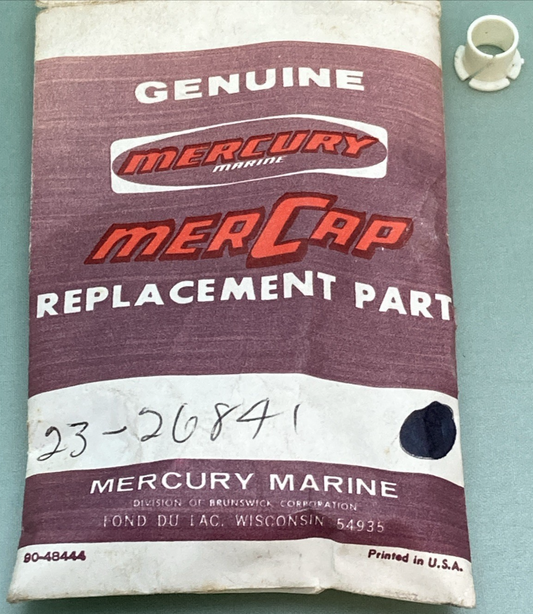 GENUINE
MERCURY
MARINE
MERCAP
REPLACEMENT PART
23-26841
MERCURY MARINE
DIVISION OF BRUNSWICK CORPORATION
FOND DU LAC, WISCONSIN 54935
90-48444
Printed in U.S.A.